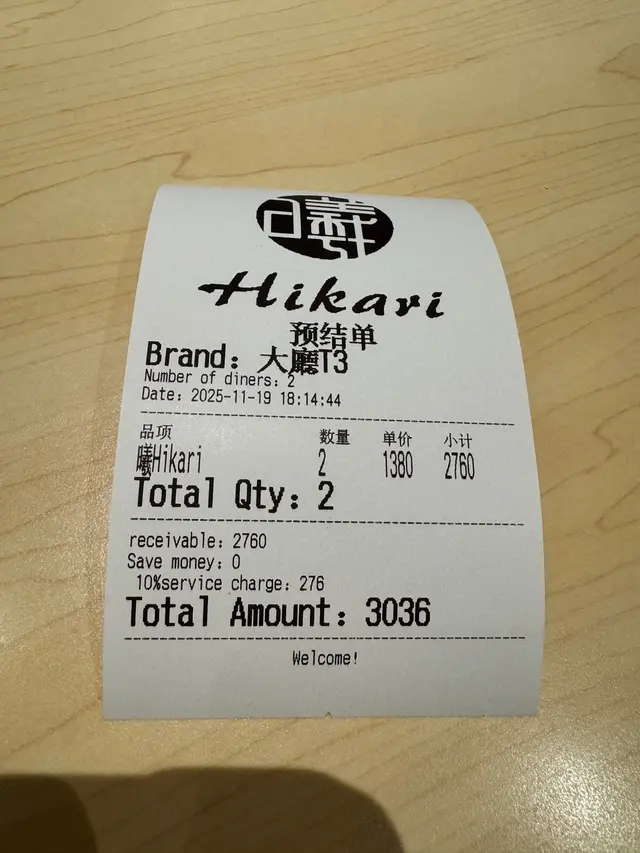 曦
Hikari
预结单
Brand: 大廳T3
Number of diners: 2
Date: 2025-11-19 18:14:44
品项 数量 单价 小计
曦Hikari 2 1380 2760
Total Qty: 2
receivable: 2760
Save money: 0
10%service charge: 276
Total Amount: 3036
Welcome!